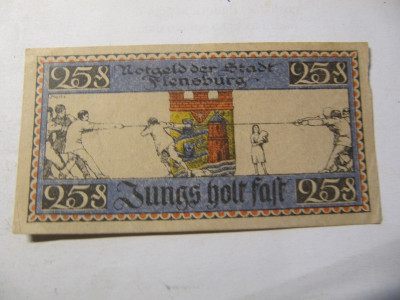 25₰ Notgeld der Stadt 25₰
Flensburg
25₰ Jungs holt fast 25₰